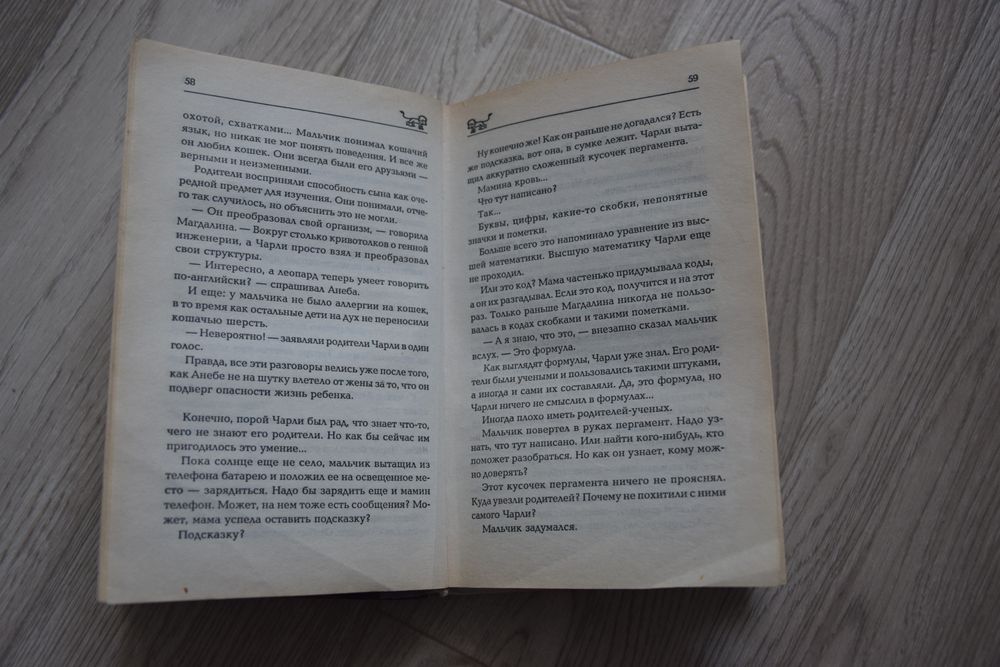 58
охотой, схватками... Мальчик понимал кошачий
язык, но никак не мог понять поведения. И все же
он любил кошек. Они всегда были его друзьями —
верными и неизменными.
Родители восприняли способность сына как оче-
редной предмет для изучения. Они понимали, отче-
го так случилось, но объяснить это не могли.
— Он преобразовал свой организм, — говорила
Магдалина. — Вокруг столько кривотолков о генной
инженерии, а Чарли просто взял и преобразовал
свои структуры.
— Интересно, а леопард теперь умеет говорить
по-английски? — спрашивал Анеба.
И еще: у мальчика не было аллергии на кошек,
в то время как остальные дети на дух не переносили
кошачью шерсть.
— Невероятно! — заявляли родители Чарли в один
голос.
Правда, все эти разговоры велись уже после того,
как Анебе не на шутку влетело от жены за то, что он
подверг опасности жизнь ребенка.
Конечно, порой Чарли был рад, что знает что-то,
чего не знают его родители. Но как бы сейчас им
пригодилось это умение...
Пока солнце еще не село, мальчик вытащил из
телефона батарею и положил ее на освещенное ме-
сто — зарядиться. Надо бы зарядить еще и мамин
телефон. Может, на нем тоже есть сообщения? Мо-
жет, мама успела оставить подсказку?
Подсказку?
59
Ну конечно же! Как он раньше не догадался? Есть
же подсказка, вот она, в сумке лежит. Чарли выта-
щил аккуратно сложенный кусочек пергамента.
Мамина кровь...
Что тут написано?
Так...
Буквы, цифры, какие-то скобки, непонятные
значки и пометки.
Больше всего это напоминало уравнение из выс-
шей математики. Высшую математику Чарли еще
не проходил.
Или это код? Мама частенько придумывала коды,
а он их разгадывал. Если это код, получится и на этот
раз. Только раньше Магдалина никогда не пользо-
валась в кодах скобками и такими пометками.
— А я знаю, что это, — внезапно сказал мальчик
вслух. — Это формула.
Как выглядят формулы, Чарли уже знал. Его роди-
тели были учеными и пользовались такими штуками,
а иногда и сами их составляли. Да, это формула, но
Чарли ничего не смыслил в формулах...
Иногда плохо иметь родителей-ученых.
Мальчик повертел в руках пергамент. Надо уз-
нать, что тут написано. Или найти кого-нибудь, кто
поможет разобраться. Но как он узнает, кому мож-
но доверять?
Этот кусочек пергамента ничего не прояснял.
Куда увезли родителей? Почему не похитили с ними
самого Чарли?
Мальчик задумался.